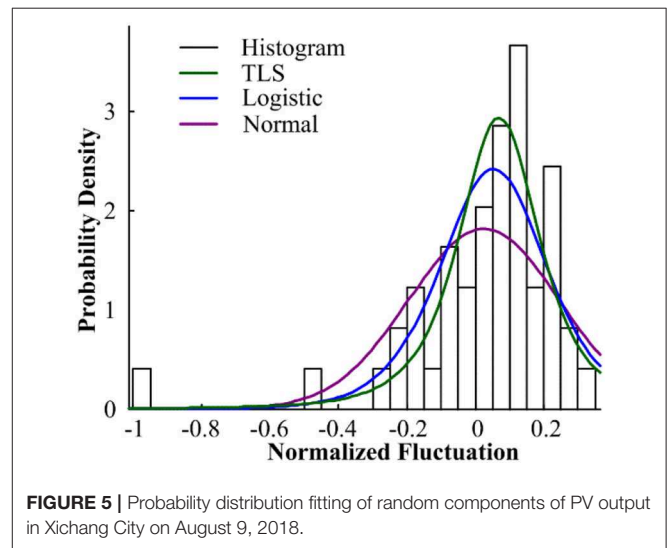 Histogram
TLS
Logistic
Normal
3
2
1
0
Probability Density
-1 -0.8 -0.6 -0.4 -0.2 0 0.2
Normalized Fluctuation
FIGURE 5 | Probability distribution fitting of random components of PV output
in Xichang City on August 9, 2018.